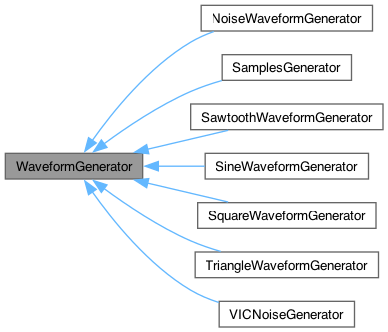 NoiseWaveformGenerator
SamplesGenerator
SawtoothWaveformGenerator
WaveformGenerator
SineWaveformGenerator
SquareWaveformGenerator
TriangleWaveformGenerator
VICNoiseGenerator